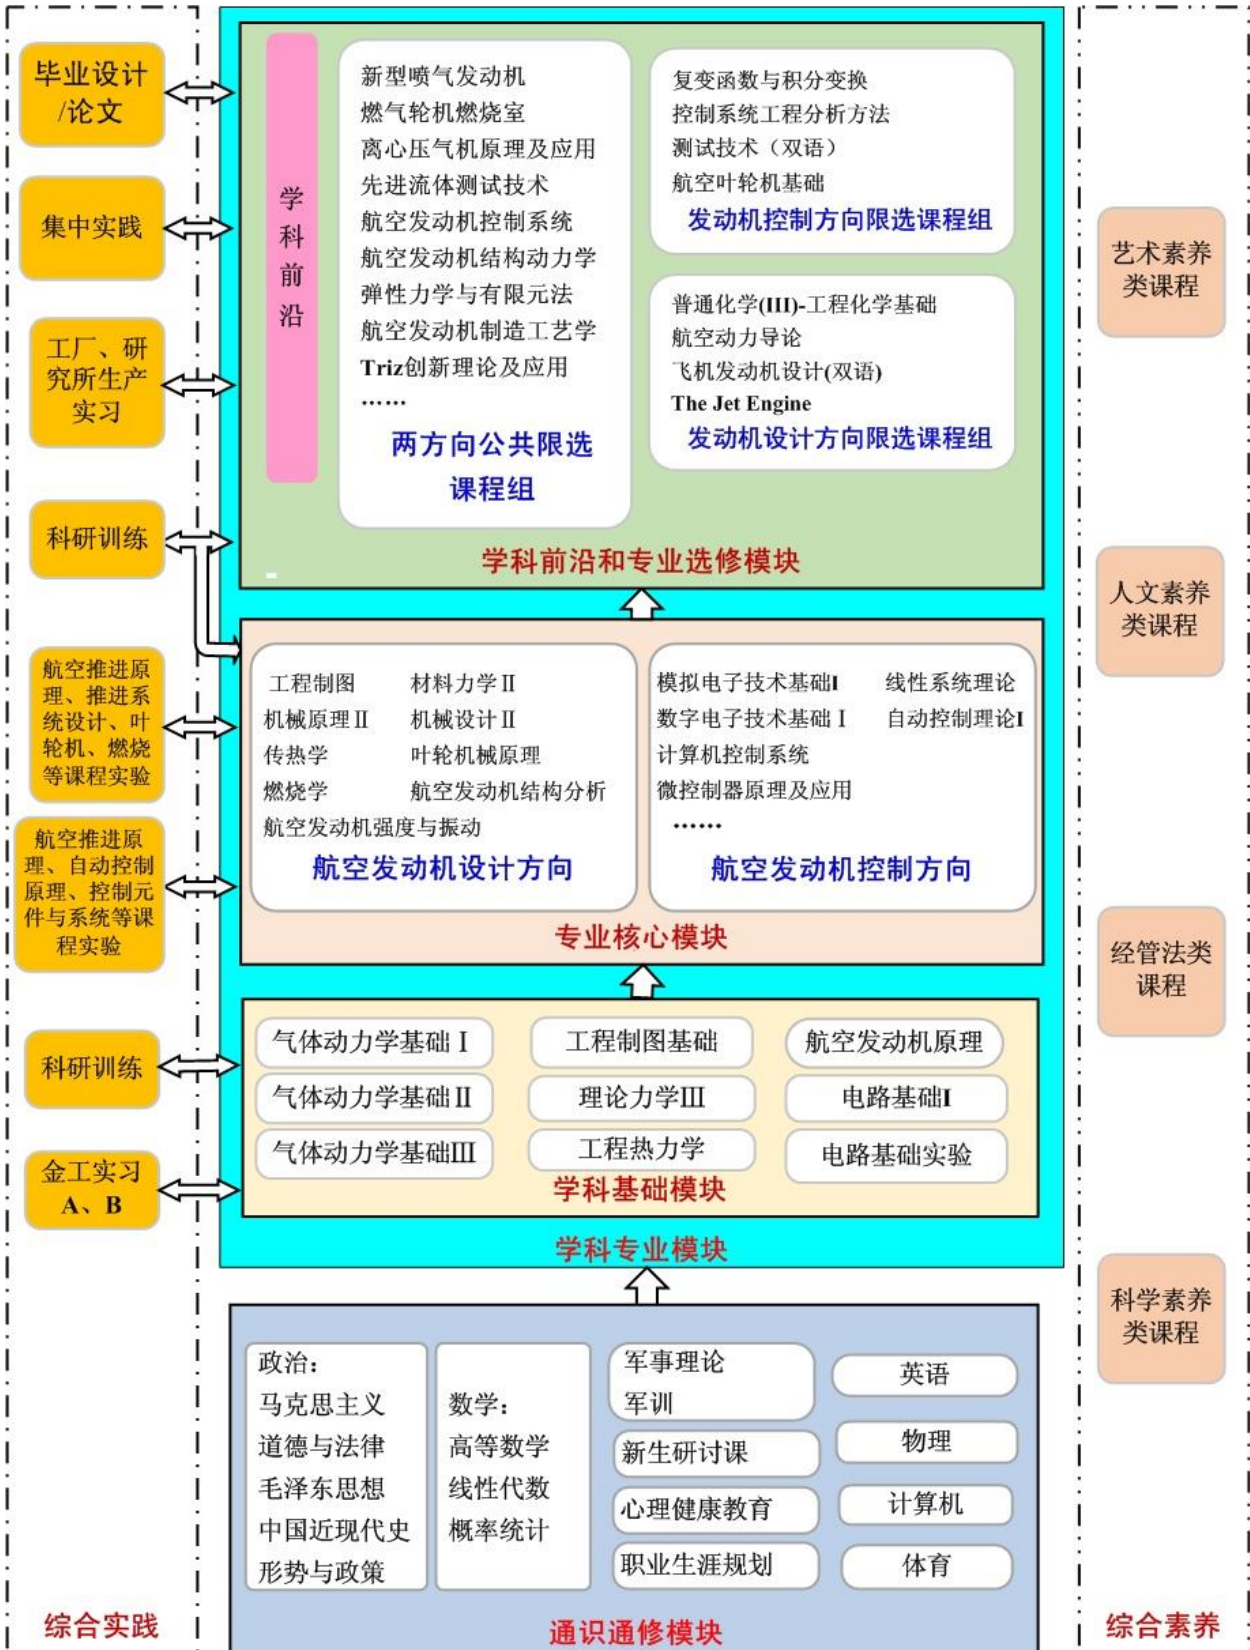 毕业设计
/论文
集中实践
工厂、研
究所生产
实习
科研训练
航空推进原
理、推进系
统设计、叶
轮机、燃烧
等课程实验
航空推进原
理、自动控制
原理、控制元
件与系统等课
程实验
科研训练
金工实习
A、B
综合实践
学
科
前
沿
新型喷气发动机
燃气轮机燃烧室
离心压气机原理及应用
先进流体测试技术
航空发动机控制系统
航空发动机结构动力学
弹性力学与有限元法
航空发动机制造工艺学
Triz创新理论及应用
……
两方向公共限选
课程组
复变函数与积分变换
控制系统工程分析方法
测试技术（双语）
航空叶轮机基础
发动机控制方向限选课程组
普通化学(III)-工程化学基础
航空动力导论
飞机发动机设计(双语)
The Jet Engine
发动机设计方向限选课程组
学科前沿和专业选修模块
工程制图 材料力学Ⅱ
机械原理Ⅱ 机械设计Ⅱ
传热学 叶轮机械原理
燃烧学 航空发动机结构分析
航空发动机强度与振动
航空发动机设计方向
模拟电子技术基础I 线性系统理论
数字电子技术基础Ⅰ 自动控制理论I
计算机控制系统
微控制器原理及应用
……
航空发动机控制方向
专业核心模块
气体动力学基础Ⅰ 工程制图基础 航空发动机原理
气体动力学基础Ⅱ 理论力学III 电路基础I
气体动力学基础III 工程热力学 电路基础实验
学科基础模块
学科专业模块
政治：
马克思主义
道德与法律
毛泽东思想
中国近现代史
形势与政策
数学：
高等数学
线性代数
概率统计
军事理论
军训
新生研讨课
心理健康教育
职业生涯规划
英语
物理
计算机
体育
通识通修模块
艺术素养
类课程
人文素养
类课程
经管法类
课程
科学素养
类课程
综合素养